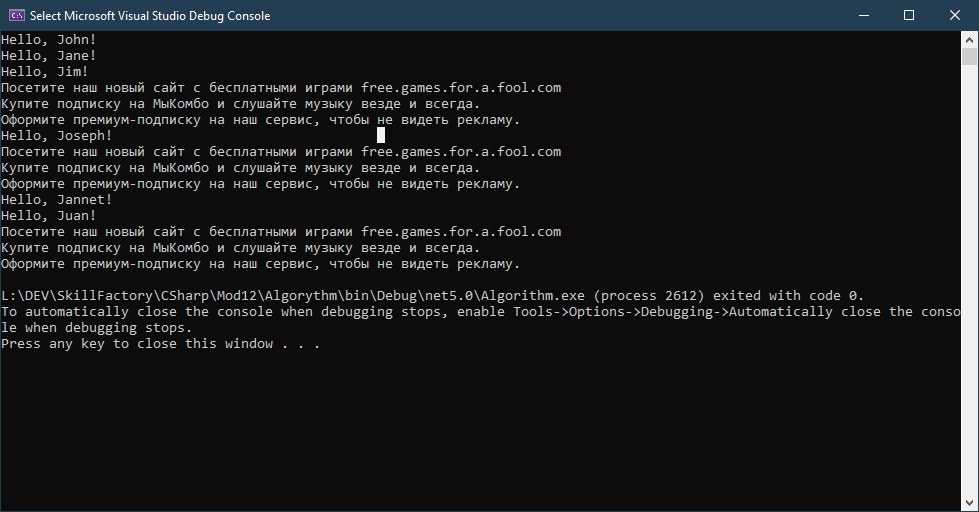 Select Microsoft Visual Studio Debug Console
Hello, John!
Hello, Jane!
Hello, Jim!
Посетите наш новый сайт с бесплатными играми free.games.for.a.fool.com
Купите подписку на МыКомбо и слушайте музыку везде и всегда.
Оформите премиум-подписку на наш сервис, чтобы не видеть рекламу.
Hello, Joseph!
Посетите наш новый сайт с бесплатными играми free.games.for.a.fool.com
Купите подписку на МыКомбо и слушайте музыку везде и всегда.
Оформите премиум-подписку на наш сервис, чтобы не видеть рекламу.
Hello, Jannet!
Hello, Juan!
Посетите наш новый сайт с бесплатными играми free.games.for.a.fool.com
Купите подписку на МыКомбо и слушайте музыку везде и всегда.
Оформите премиум-подписку на наш сервис, чтобы не видеть рекламу.
L:\DEV\SkillFactory\CSharp\Mod12\Algorythm\bin\Debug\net5.0\Algorithm.exe (process 2612) exited with code 0.
To automatically close the console when debugging stops, enable Tools->Options->Debugging->Automatically close the conso
le when debugging stops.
Press any key to close this window . . .